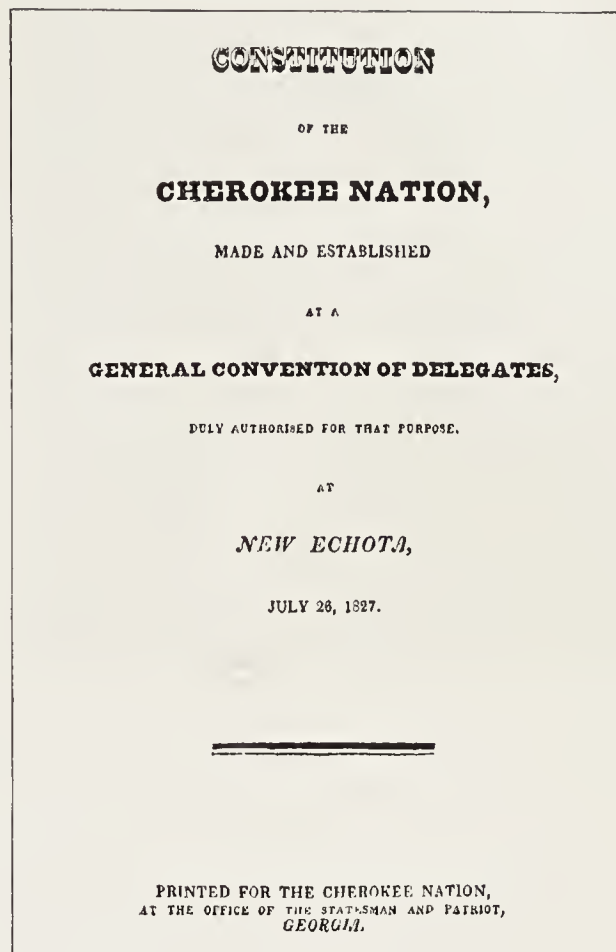 CONSTITUTION
OF THE
CHEROKEE NATION,
MADE AND ESTABLISHED
AT A
GENERAL CONVENTION OF DELEGATES,
DULY AUTHORISED FOR THAT PURPOSE.
AT
NEW ECHOTA,
JULY 26, 1827.
PRINTED FOR THE CHEROKEE NATION,
AT THE OFFICE OF THE STATESMAN AND PATRIOT,
GEORGIA.